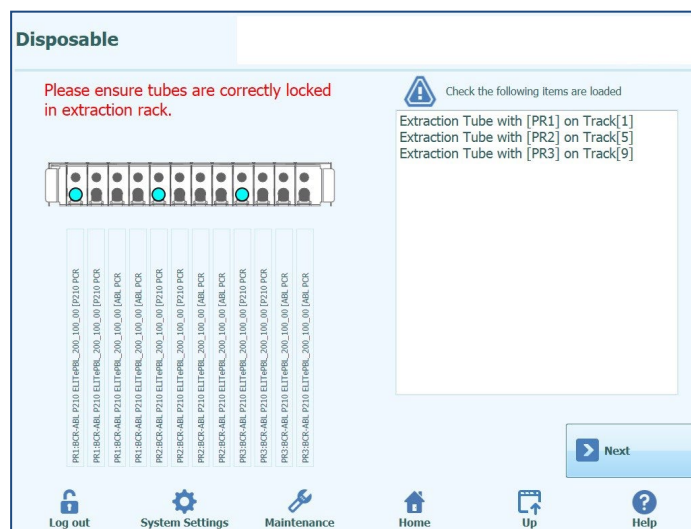 Disposable
Please ensure tubes are correctly locked
in extraction rack.
Check the following items are loaded
Extraction Tube with [PR1] on Track[1]
Extraction Tube with [PR2] on Track[5]
Extraction Tube with [PR3] on Track[9]
PR1:BCR-ABL P210 ELITePBL_200_100_00 [P210 PCR
PR1:BCR-ABL P210 ELITePBL_200_100_00 [P210 PCR
PR1:BCR-ABL P210 ELITePBL_200_100_00 [ABL PCR
PR1:BCR-ABL P210 ELITePBL_200_100_00 [ABL PCR
PR2:BCR-ABL P210 ELITePBL_200_100_00 [P210 PCR
PR2:BCR-ABL P210 ELITePBL_200_100_00 [P210 PCR
PR2:BCR-ABL P210 ELITePBL_200_100_00 [ABL PCR
PR2:BCR-ABL P210 ELITePBL_200_100_00 [ABL PCR
PR3:BCR-ABL P210 ELITePBL_200_100_00 [P210 PCR
PR3:BCR-ABL P210 ELITePBL_200_100_00 [P210 PCR
PR3:BCR-ABL P210 ELITePBL_200_100_00 [ABL PCR
PR3:BCR-ABL P210 ELITePBL_200_100_00 [ABL PCR
Next
Log out
System Settings
Maintenance
Home
Up
Help